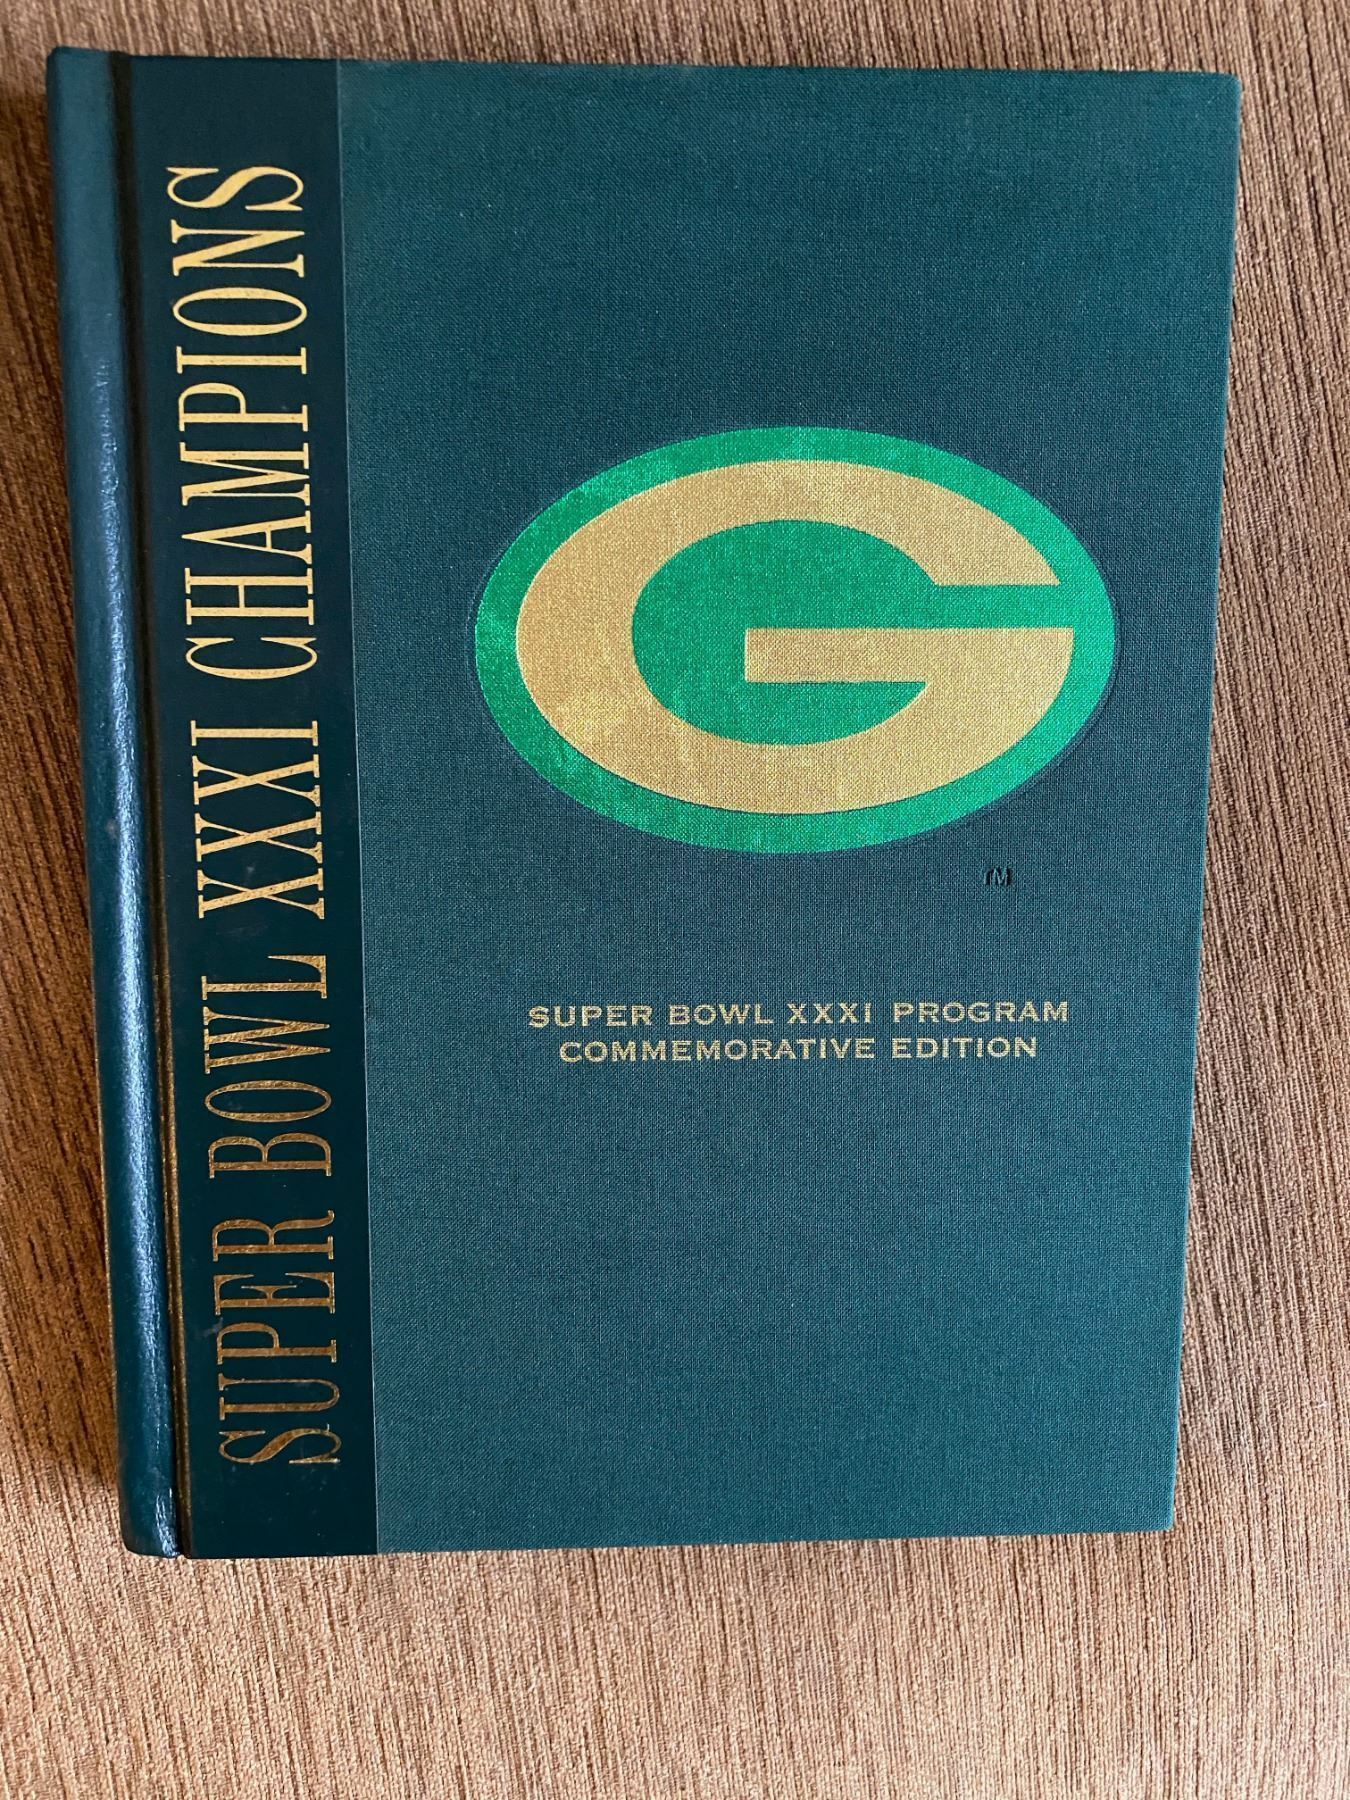 SUPER BOWL XXXI CHAMPIONS
G
TM
SUPER BOWL XXXI PROGRAM
COMMEMORATIVE EDITION